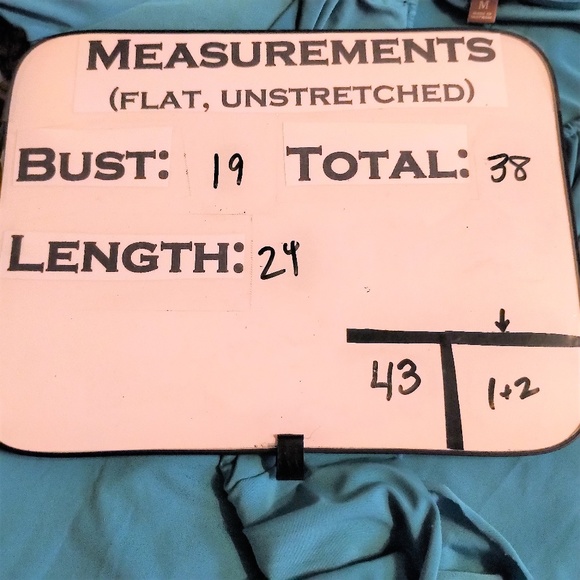 M
MEASUREMENTS
(FLAT, UNSTRETCHED)
BUST: 19 TOTAL: 38
LENGTH: 24
43 1+2